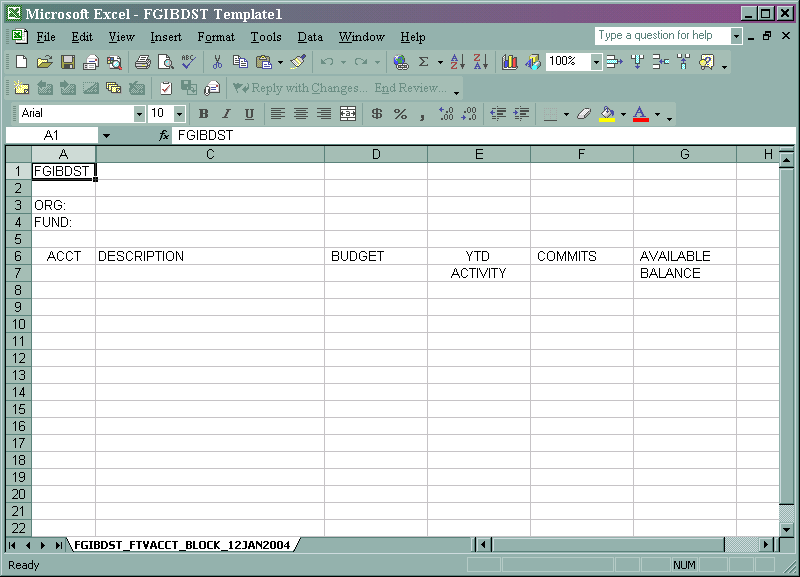 Microsoft Excel - FGIBDST Template1
File Edit View Insert Format Tools Data Window Help Type a question for help
100%
Reply with Changes... End Review...
Arial 10 B I U $ % ,
A1 fx FGIBDST
A C D E F G H
1 FGIBDST
2
3 ORG:
4 FUND:
5
6 ACCT DESCRIPTION BUDGET YTD COMMITS AVAILABLE
7 ACTIVITY BALANCE
8
9
10
11
12
13
14
15
16
17
18
19
20
21
22
FGIBDST_FTVACCT_BLOCK_12JAN2004
Ready NUM